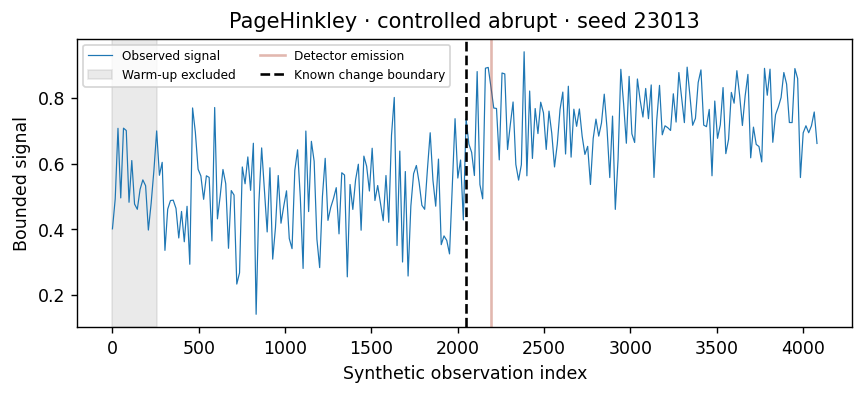 PageHinkley · controlled abrupt · seed 23013
Observed signal
Warm-up excluded
Detector emission
Known change boundary
Bounded signal
0.8
0.6
0.4
0.2
0 500 1000 1500 2000 2500 3000 3500 4000
Synthetic observation index